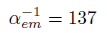 α_{em}^{-1} = 137